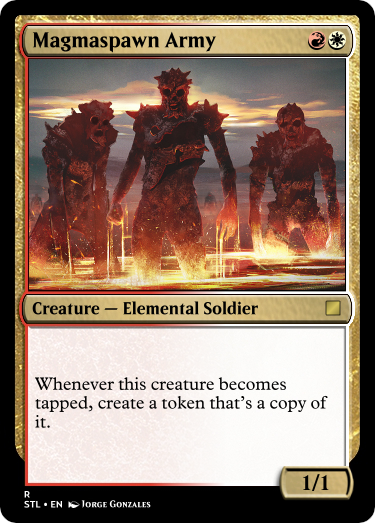 Magmaspawn Army
Creature — Elemental Soldier
Whenever this creature becomes
tapped, create a token that's a copy of
it.
1/1
R
STL • EN Jorge Gonzales